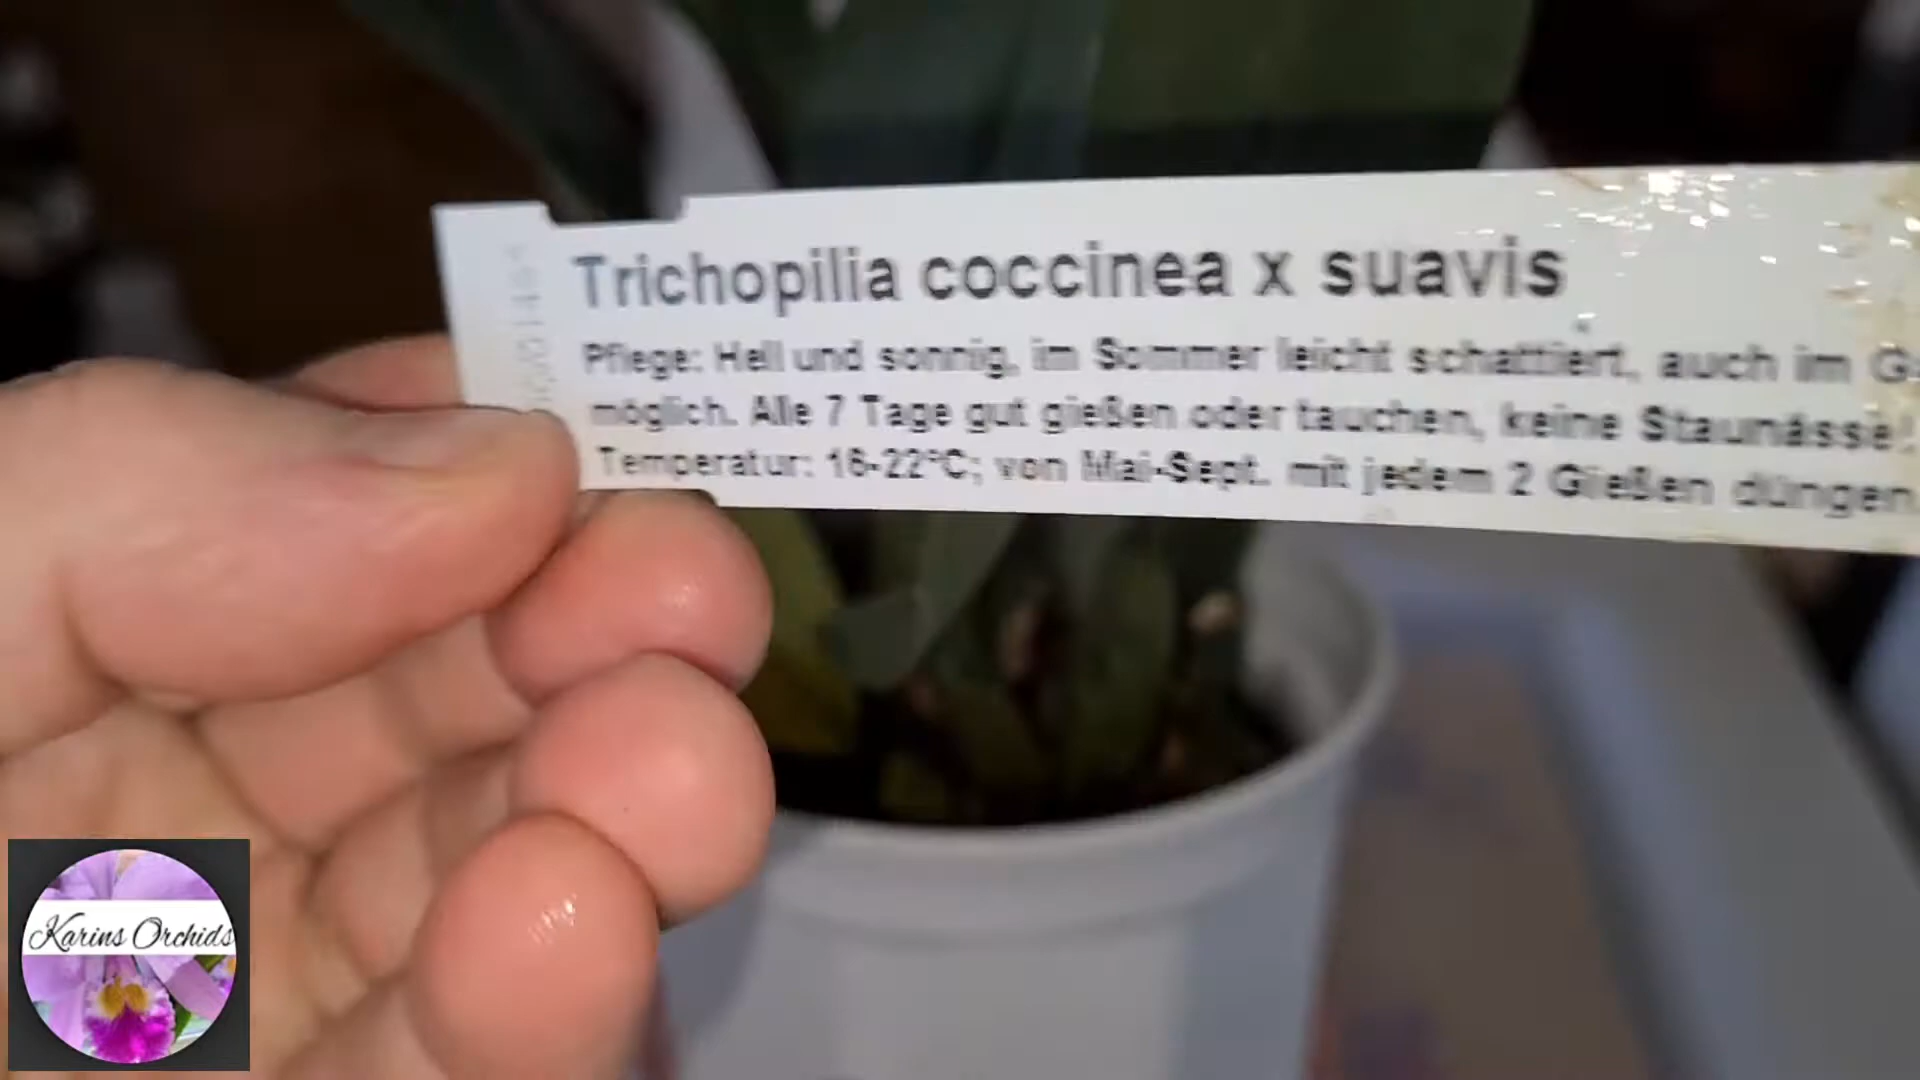 Trichopilia coccinea x suavis
Pflege: Hell und sonnig, im Sommer leicht schattiert, auch im
möglich. Alle 7 Tage gut gießen oder tauchen, keine Staunässe!
Temperatur: 16-22°C; von Mai-Sept. mit jedem 2 Gießen düngen.
Karins Orchids